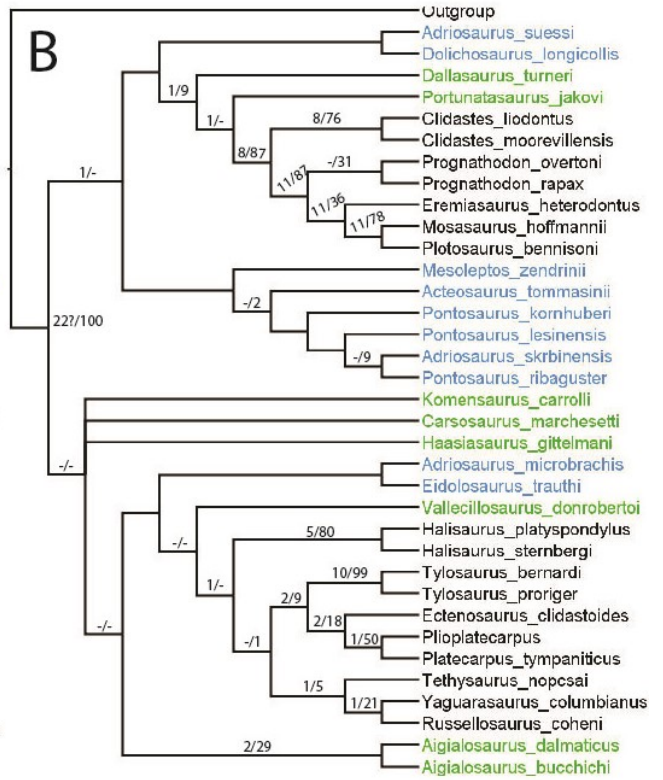 B
Outgroup
Adriosaurus_suessi
Dolichosaurus_longicollis
1/9
Dallasaurus_turneri
1/-
Portunatasaurus_jakovi
8/76
Clidastes_liodontus
8/87
Clidastes_moorevillensis
-/31
Prognathodon_overtoni
11/87
Prognathodon_rapax
1/-
11/36
Eremiasaurus_heterodontus
11/78
Mosasaurus_hoffmannii
Plotosaurus_bennisoni
Mesoleptos_zendrinii
-/2
Acteosaurus_tommasinii
Pontosaurus_kornhuberi
22?/100
Pontosaurus_lesinensis
-/9
Adriosaurus_skrbinensis
Pontosaurus_ribaguster
Komensaurus_carrolli
Carsosaurus_marchesetti
Haasiasaurus_gittelmani
-/-
Adriosaurus_microbrachis
Eidolosaurus_trauthi
Vallecillosaurus_donrobertoi
-/-
5/80
Halisaurus_platyspondylus
Halisaurus_sternbergi
1/-
10/99
Tylosaurus_bernardi
2/9
Tylosaurus_proriger
2/18
Ectenosaurus_clidastoides
-/-
1/50
Plioplatecarpus
-/1
Platecarpus_tympaniticus
1/5
Tethysaurus_nopcsai
1/21
Yaguarasaurus_columbianus
Russellosaurus_coheni
2/29
Aigialosaurus_dalmaticus
Aigialosaurus_bucchichi